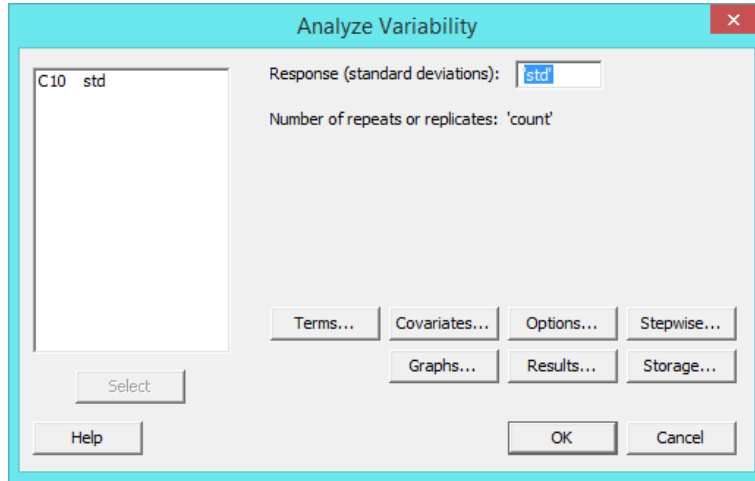 Analyze Variability
×
C10 std
Response (standard deviations): 'std'
Number of repeats or replicates: 'count'
Terms... Covariates... Options... Stepwise...
Graphs... Results... Storage...
Select
Help OK Cancel